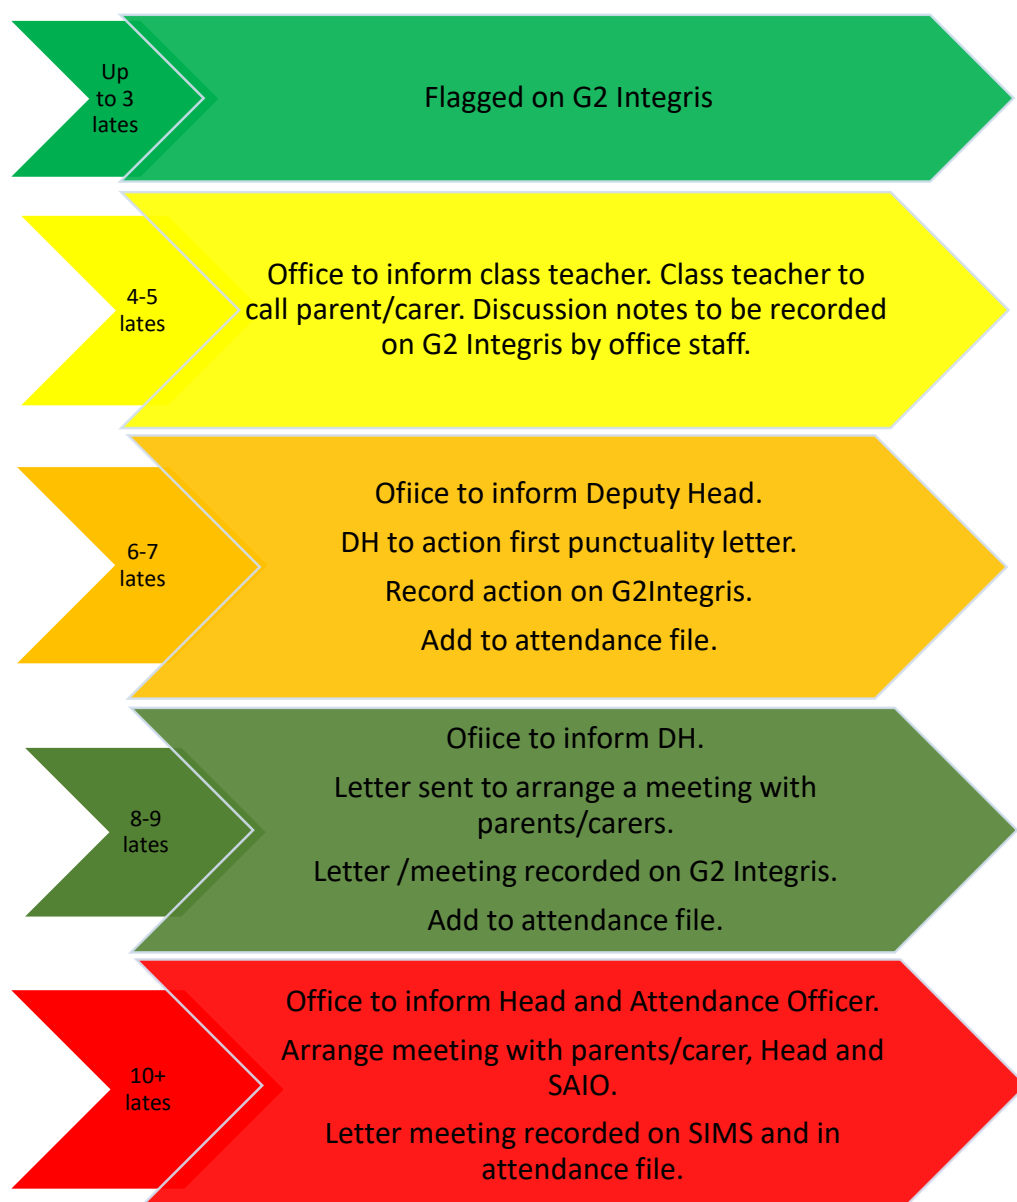 Up
to 3
lates
Flagged on G2 Integris
4-5
lates
Office to inform class teacher. Class teacher to
call parent/carer. Discussion notes to be recorded
on G2 Integris by office staff.
6-7
lates
Ofiice to inform Deputy Head.
DH to action first punctuality letter.
Record action on G2Integris.
Add to attendance file.
8-9
lates
Ofiice to inform DH.
Letter sent to arrange a meeting with
parents/carers.
Letter /meeting recorded on G2 Integris.
Add to attendance file.
10+
lates
Office to inform Head and Attendance Officer.
Arrange meeting with parents/carer, Head and
SAIO.
Letter meeting recorded on SIMS and in
attendance file.